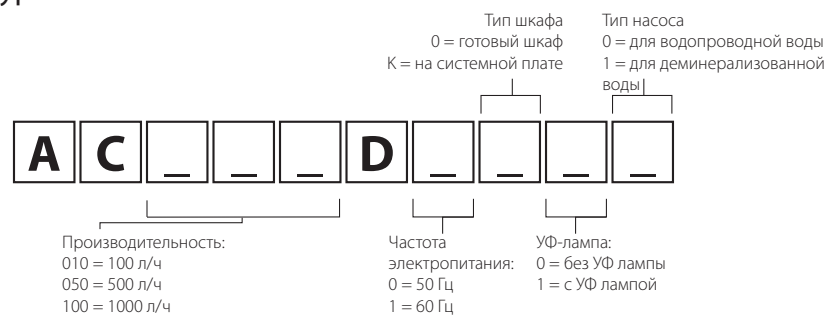 Тип шкафа
0 = готовый шкаф
K = на системной плате
Тип насоса
0 = для водопроводной воды
1 = для деминерализованной
воды
A C _ _ _ D _ _ _ _
Производительность:
010 = 100 л/ч
050 = 500 л/ч
100 = 1000 л/ч
Частота
электропитания:
0 = 50 Гц
1 = 60 Гц
УФ-лампа:
0 = без УФ лампы
1 = с УФ лампой